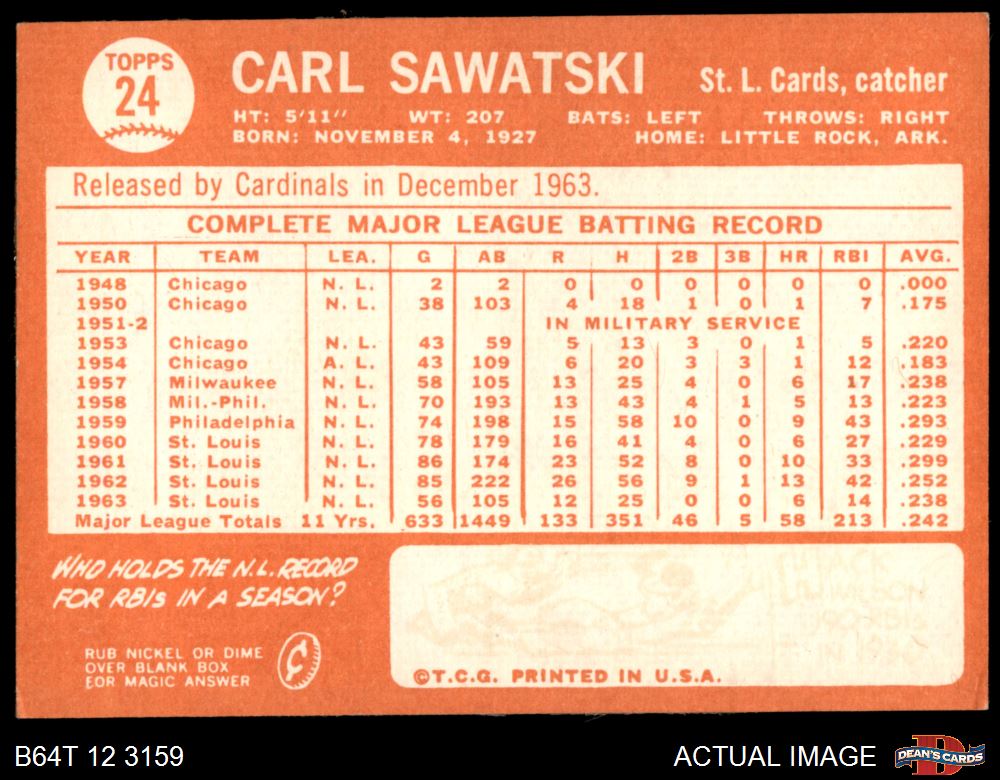 TOPPS
24
CARL SAWATSKI
St. L. Cards, catcher
HT: 5'11" WT: 207 BATS: LEFT THROWS: RIGHT
BORN: NOVEMBER 4, 1927 HOME: LITTLE ROCK, ARK.
Released by Cardinals in December 1963.
COMPLETE MAJOR LEAGUE BATTING RECORD
YEAR TEAM LEA. G AB R H 2B 3B HR RBI AVG.
1948 Chicago N. L. 2 2 0 0 0 0 0 0 .000
1950 Chicago N. L. 38 103 4 18 1 0 1 7 .175
1951-2 IN MILITARY SERVICE
1953 Chicago N. L. 43 59 5 13 3 0 1 5 .220
1954 Chicago A. L. 43 109 6 20 3 3 1 12 .183
1957 Milwaukee N. L. 58 105 13 25 4 0 6 17 .238
1958 Mil.-Phil. N. L. 70 193 13 43 4 1 5 13 .223
1959 Philadelphia N. L. 74 198 15 58 10 0 9 43 .293
1960 St. Louis N. L. 78 179 16 41 4 0 6 27 .229
1961 St. Louis N. L. 86 174 23 52 8 0 10 33 .299
1962 St. Louis N. L. 85 222 26 56 9 1 13 42 .252
1963 St. Louis N. L. 56 105 12 25 0 0 6 14 .238
Major League Totals 11 Yrs. 633 1449 133 351 46 5 58 213 .242
WHO HOLDS THE N.L. RECORD
FOR RBIs IN A SEASON?
RUB NICKEL OR DIME
OVER BLANK BOX
FOR MAGIC ANSWER
¢
©T.C.G. PRINTED IN U.S.A.
B64T 12 3159
ACTUAL IMAGE
D
DEAN'S CARDS